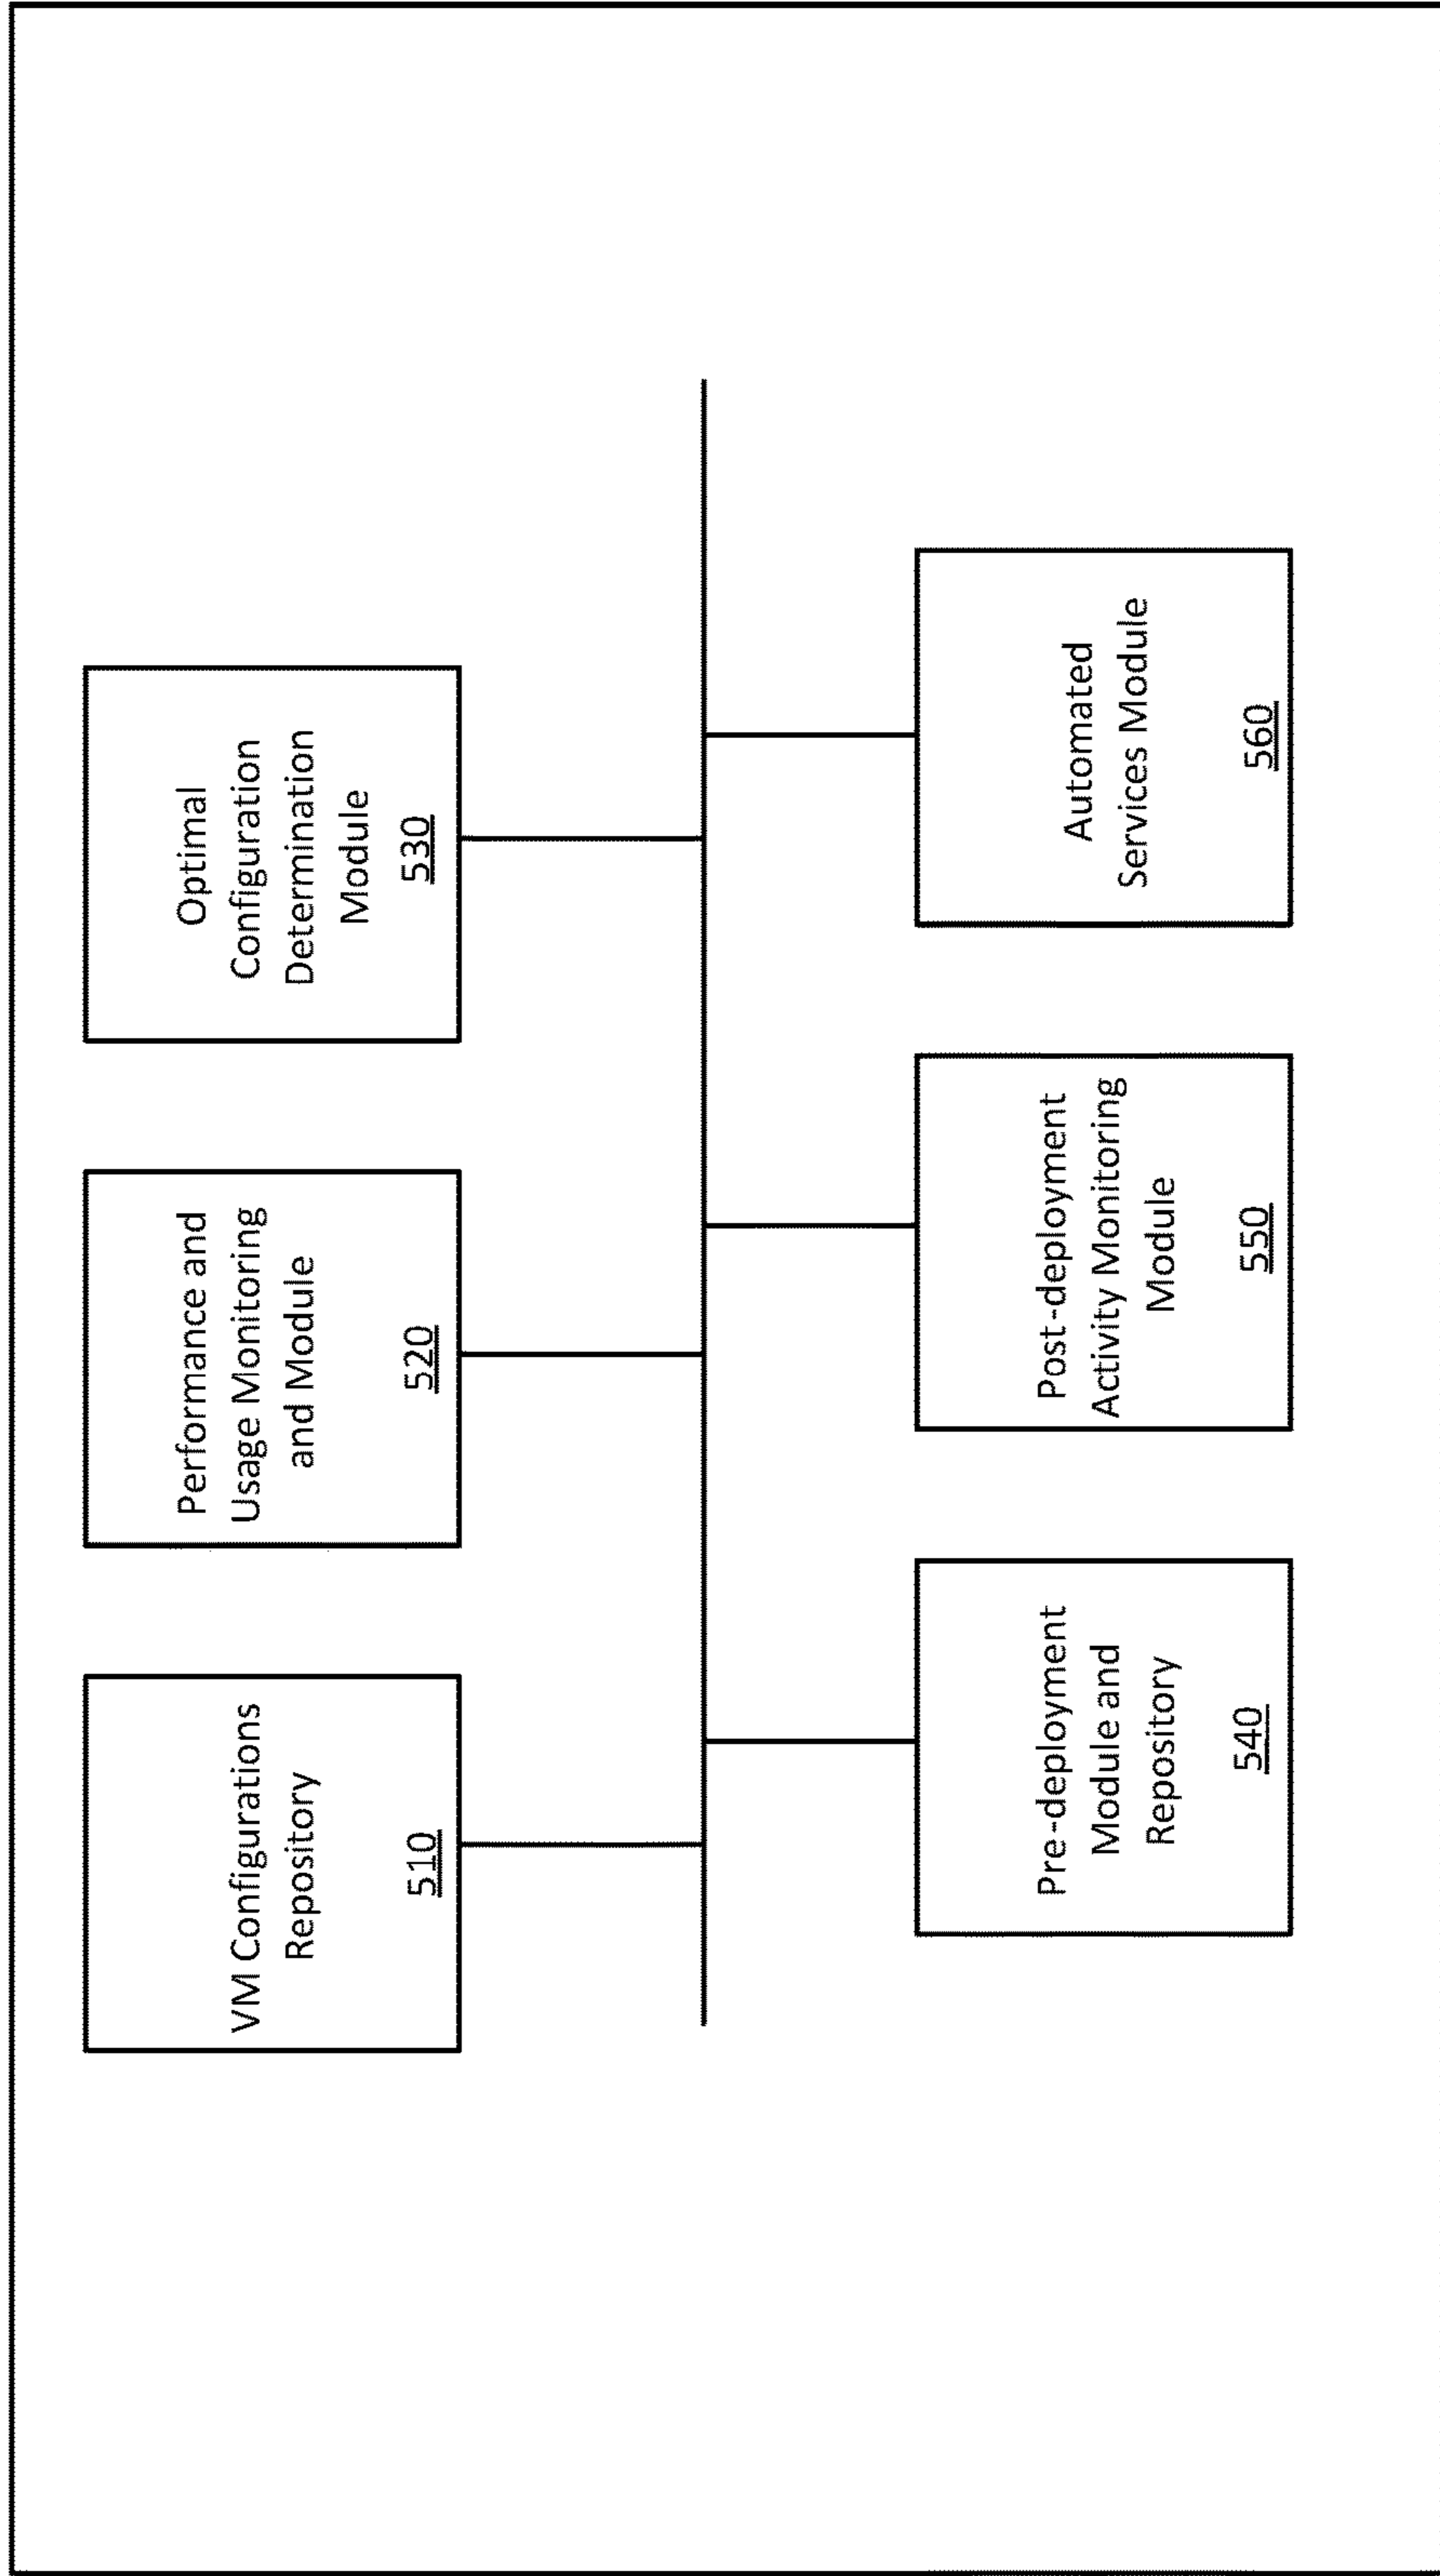 VM Configurations
Repository
510
Performance and
Usage Monitoring
and Module
520
Optimal
Configuration
Determination
Module
530
Pre-deployment
Module and
Repository
540
Post-deployment
Activity Monitoring
Module
550
Automated
Services Module
560